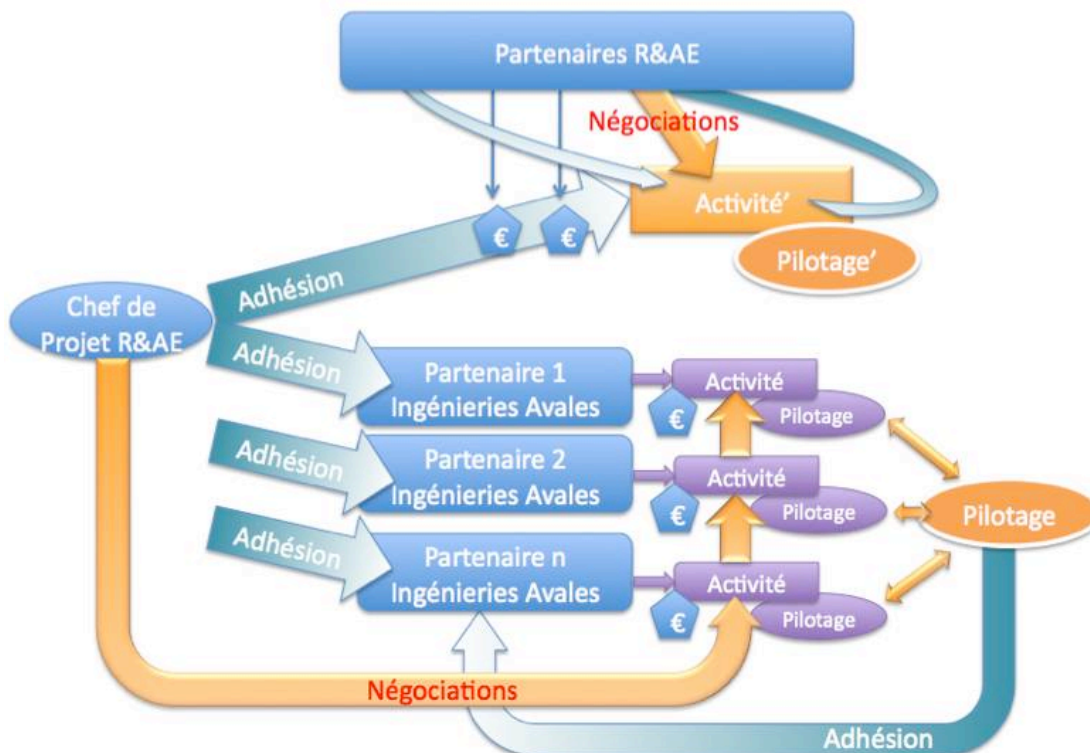 Partenaires R&AE
Négociations
Activité'
€
€
Pilotage'
Adhésion
Chef de
Projet R&AE
Adhésion
Partenaire 1
Ingénieries Avales
Activité
€
Pilotage
Adhésion
Partenaire 2
Ingénieries Avales
Activité
€
Pilotage
Pilotage
Adhésion
Partenaire n
Ingénieries Avales
Activité
€
Pilotage
Négociations
Adhésion